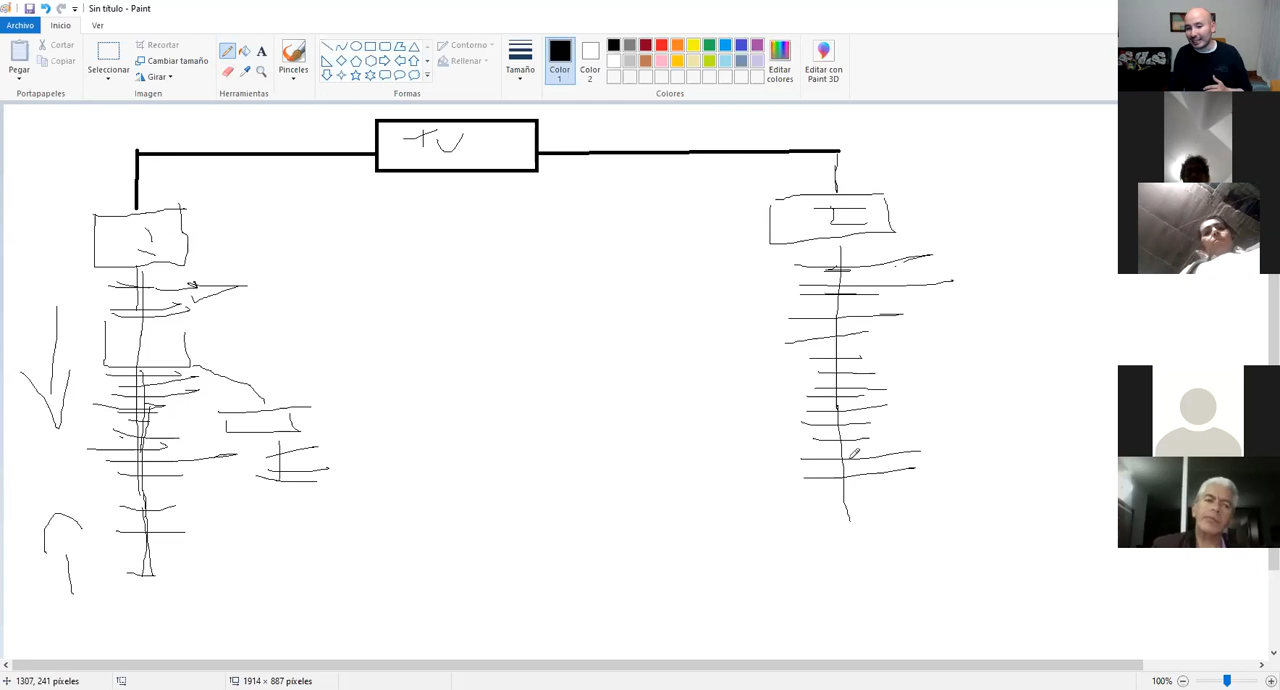 Sin título - Paint
Archivo Inicio Ver
Pegar
Cortar
Copiar
Portapapeles
Seleccionar
Recortar
Cambiar tamaño
Girar
Imagen
A
Herramientas
Pinceles
Contorno
Rellenar
Formas
Tamaño
Color 1
Color 2
Editar colores
Colores
Editar con Paint 3D
TU
I
1307, 241 píxeles
1914 × 887 píxeles
100%